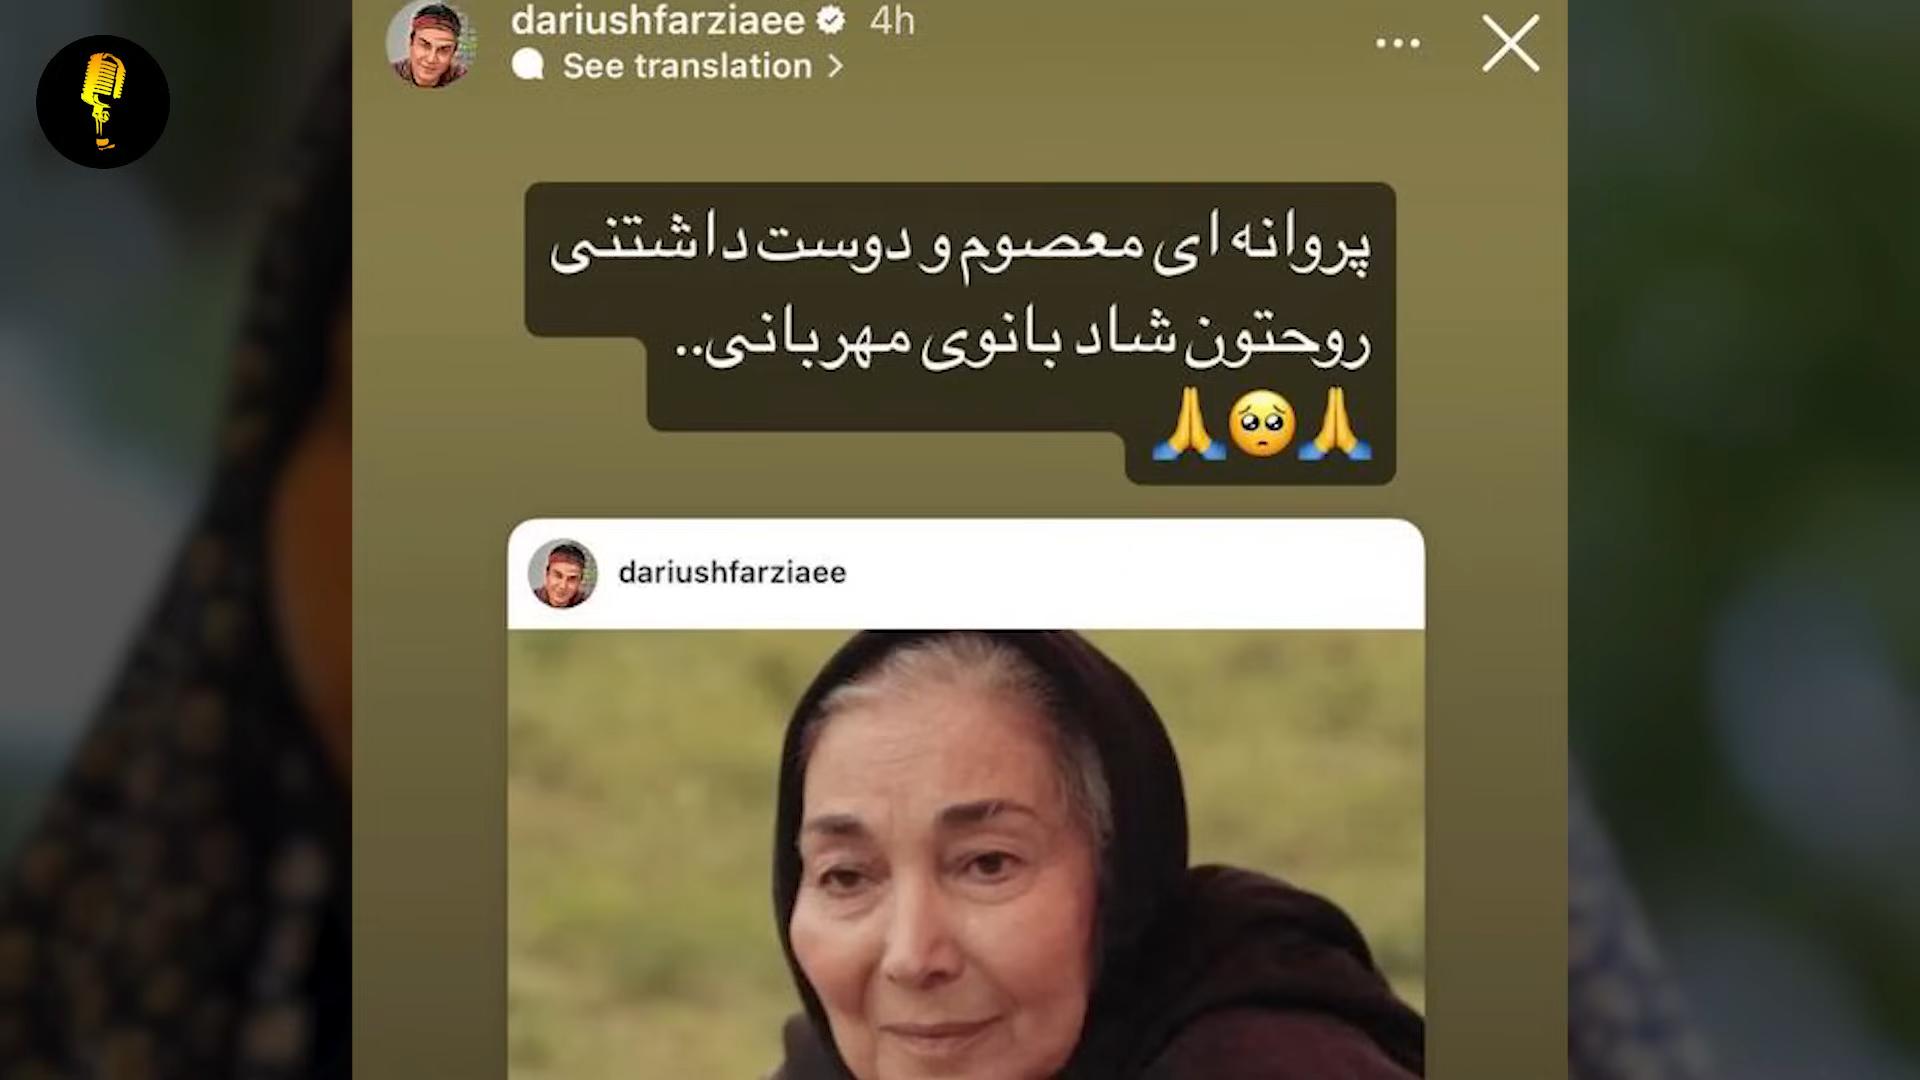 dariushfarziaee 4h
See translation >
پروانه ای معصوم و دوست داشتنی
روحتون شاد بانوی مهربانی..
🙏🥺🙏
dariushfarziaee